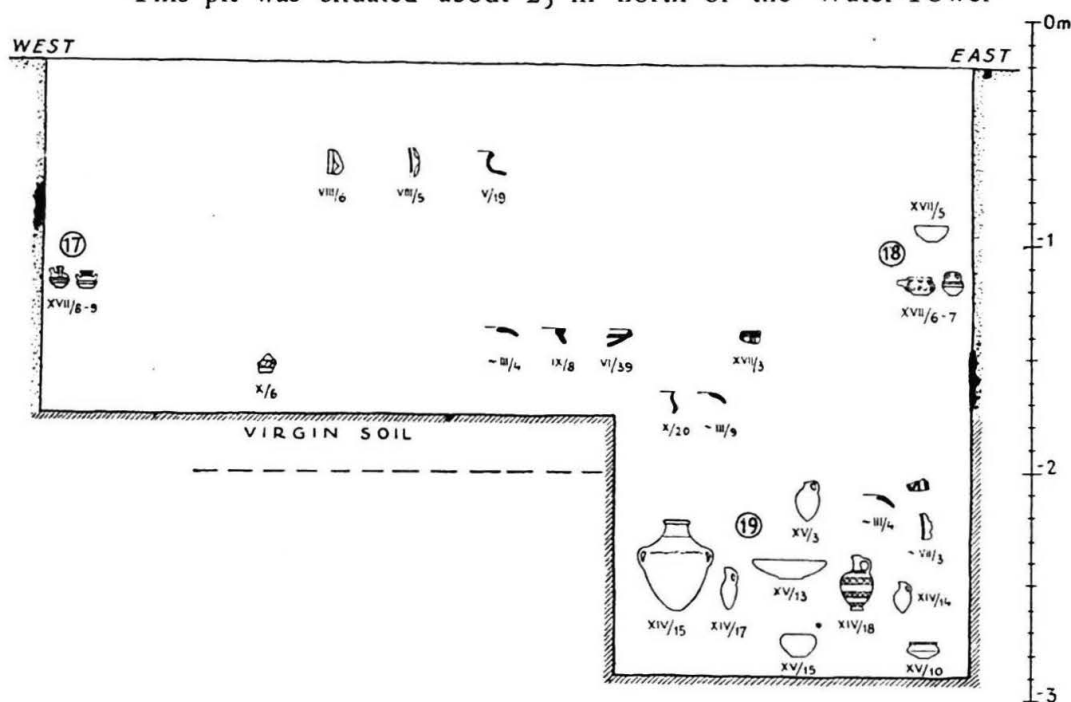 This pit was situated about 25 m north of the Water Tower
0m
WEST
EAST
VIII/6 VIII/5 V/19
XVII/5
-1
17
18
XVII/8-9
XVII/6-7
~III/4 IX/8 VI/39 XVII/3
X/6
X/20 ~III/9
VIRGIN SOIL
-2
19
XV/3
~III/4
~VII/3
XV/13
XIV/14
XIV/15 XIV/17 XIV/18
XV/15
XV/10
-3